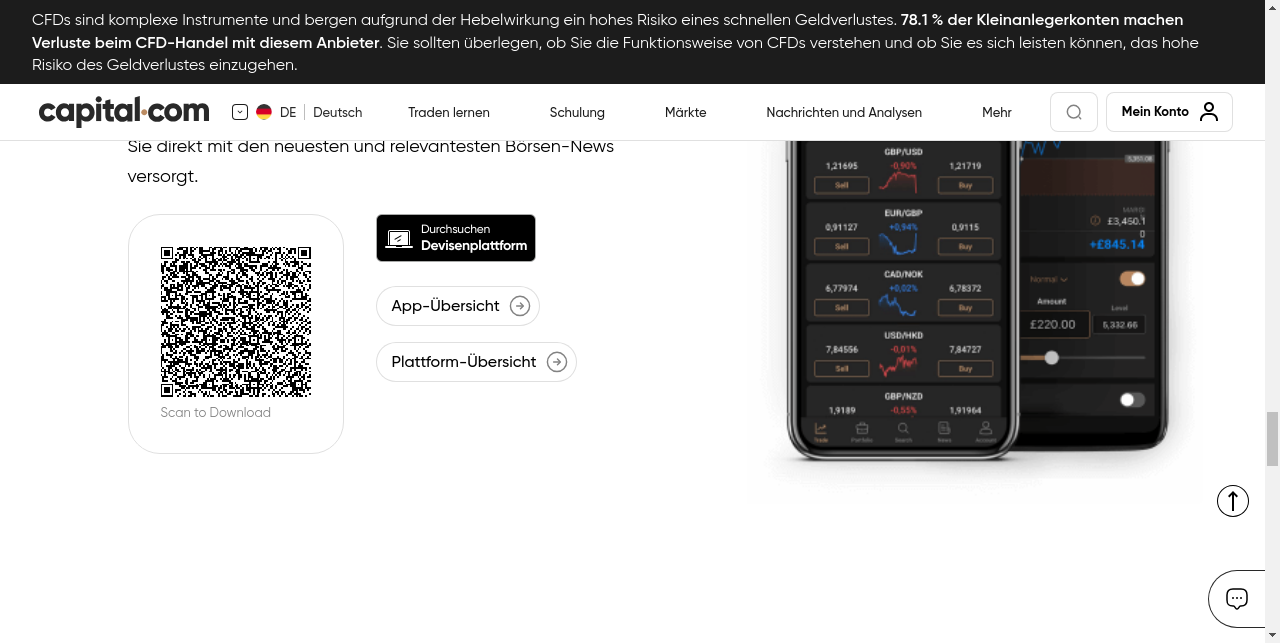 CFDs sind komplexe Instrumente und bergen aufgrund der Hebelwirkung ein hohes Risiko eines schnellen Geldverlustes. 78.1 % der Kleinanlegerkonten machen
Verluste beim CFD-Handel mit diesem Anbieter. Sie sollten überlegen, ob Sie die Funktionsweise von CFDs verstehen und ob Sie es sich leisten können, das hohe
Risiko des Geldverlustes einzugehen.
capital.com
DE | Deutsch
Traden lernen
Schulung
Märkte
Nachrichten und Analysen
Mehr
Mein Konto
Sie direkt mit den neuesten und relevantesten Börsen-News
versorgt.
Scan to Download
Durchsuchen
Devisenplattform
App-Übersicht
Plattform-Übersicht
GBP/USD
1,21695 -0,90% 1,21719
Sell Buy
EUR/GBP
0,91127 +0,94% 0,9115
Sell Buy
CAD/NOK
6,77974 +0,02% 6,78372
Sell Buy
USD/HKD
7,84556 -0,01% 7,84727
Sell Buy
GBP/NZD
1,9189 -0,55% 1,91964
Trade Portfolio Search News Account
£3,450.1
0
+£845.14
Normal
Amount
Level
£220.00
5,332.65